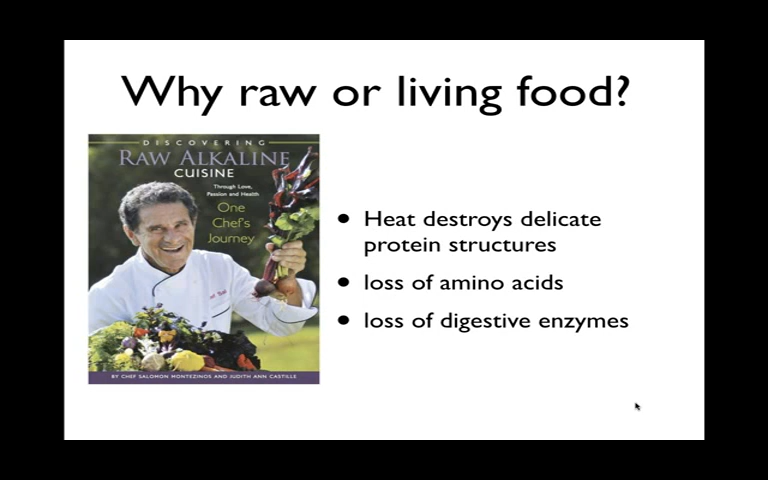 Why raw or living food?
DISCOVERING
RAW ALKALINE
CUISINE
Through Love,
Passion and Health
One
Chef's
Journey
BY CHEF SALOMON MONTEZINOS AND JUDITH ANN CASTILLE
• Heat destroys delicate
protein structures
• loss of amino acids
• loss of digestive enzymes